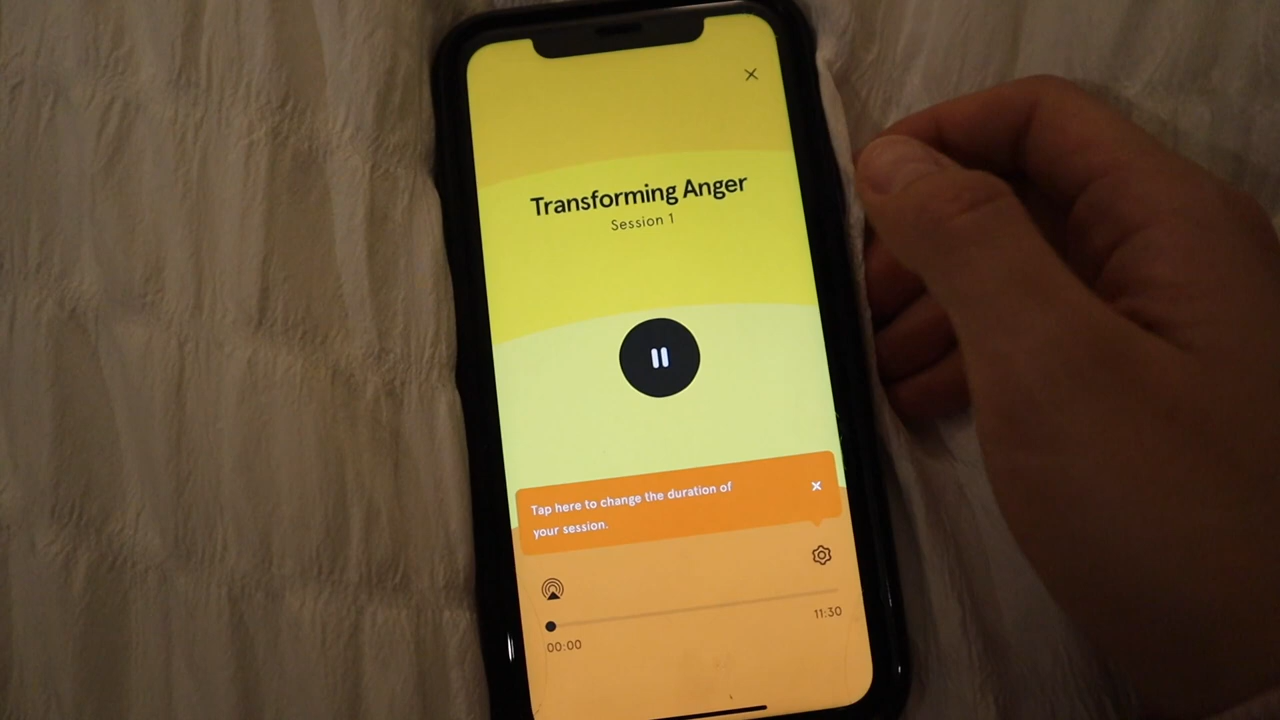 Transforming Anger
Session 1
Tap here to change the duration of
your session.
00:00
11:30